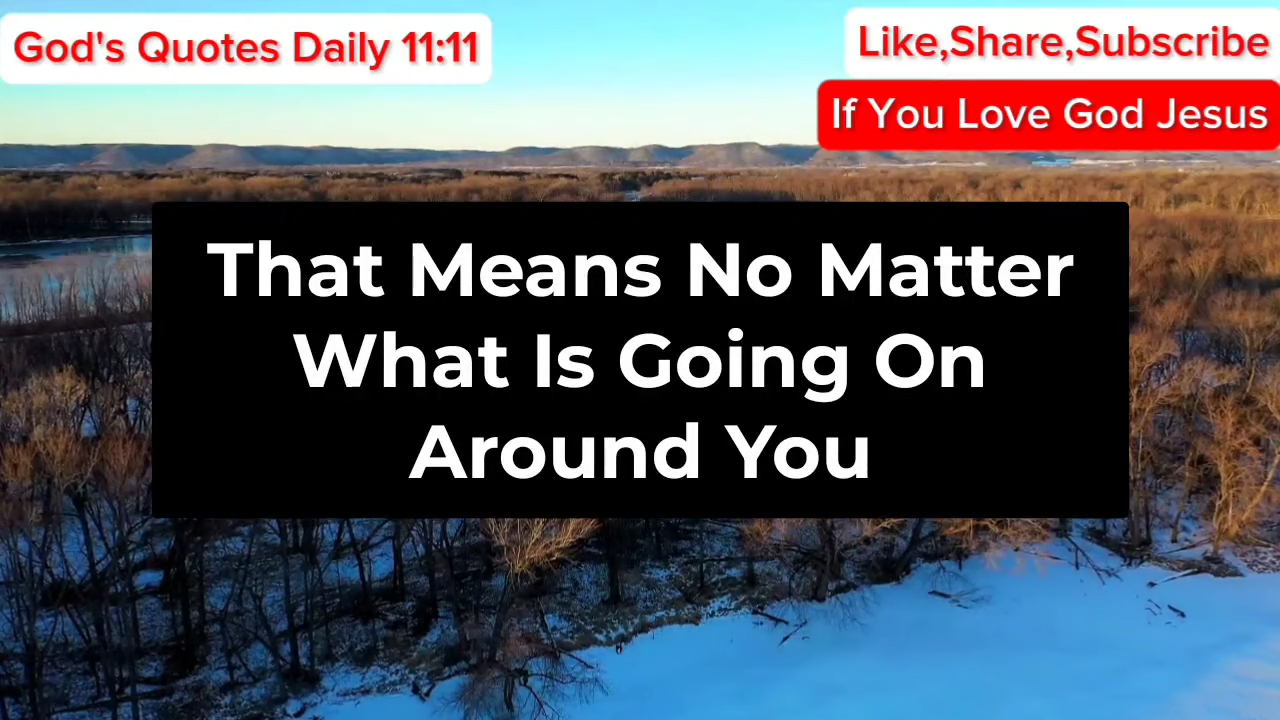 God's Quotes Daily 11:11
Like,Share,Subscribe
If You Love God Jesus
That Means No Matter
What Is Going On
Around You